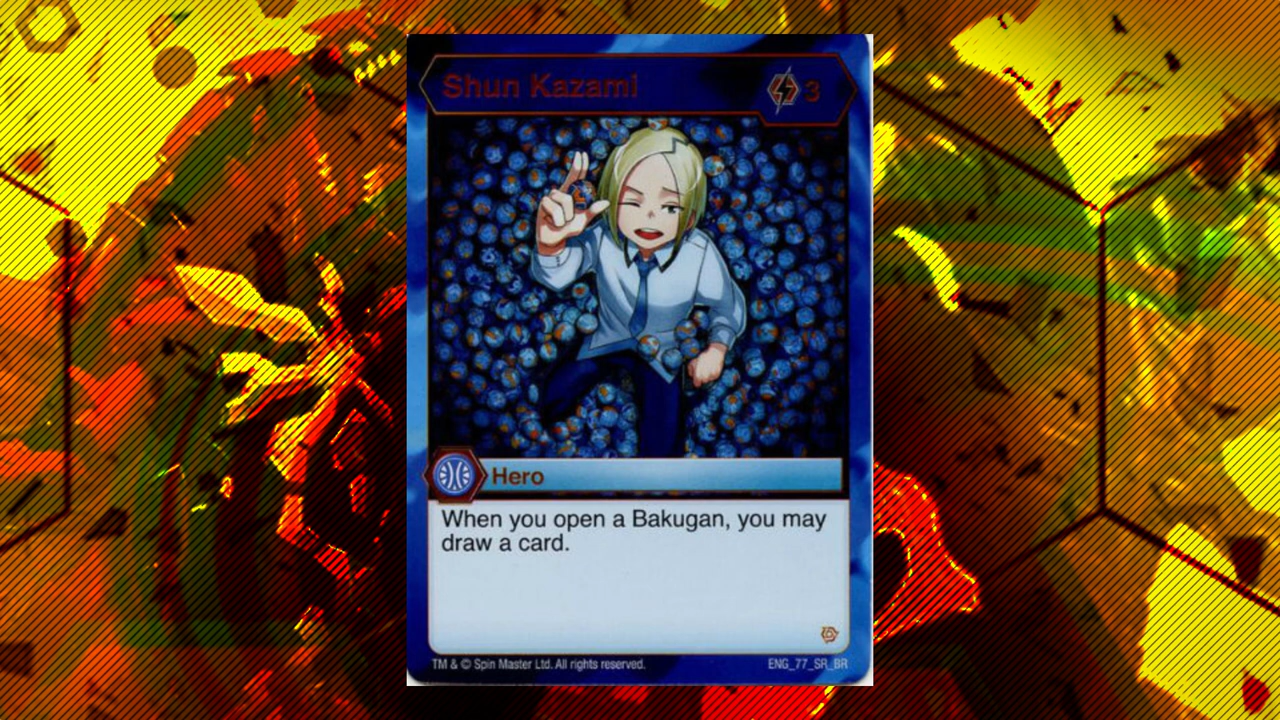 Shun Kazami
3
Hero
When you open a Bakugan, you may
draw a card.
TM & © Spin Master Ltd. All rights reserved.
ENG_77_SR_BR